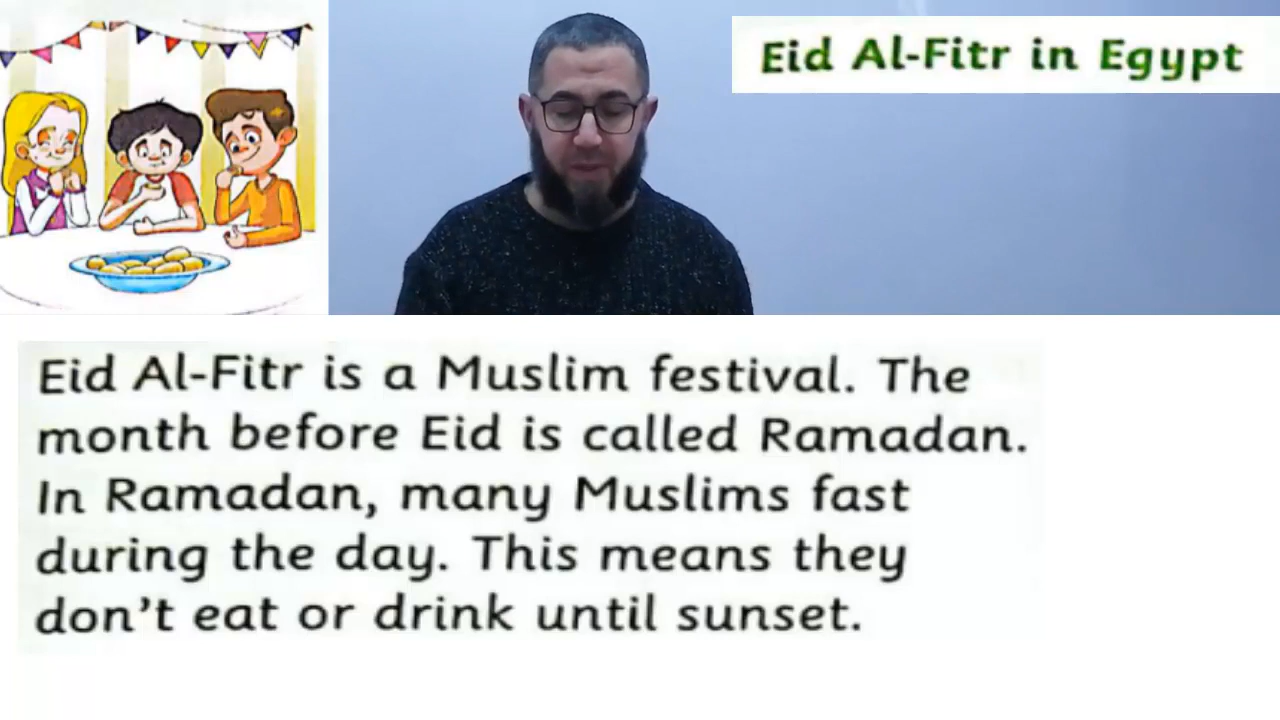 Eid Al-Fitr in Egypt
Eid Al-Fitr is a Muslim festival. The
month before Eid is called Ramadan.
In Ramadan, many Muslims fast
during the day. This means they
don't eat or drink until sunset.